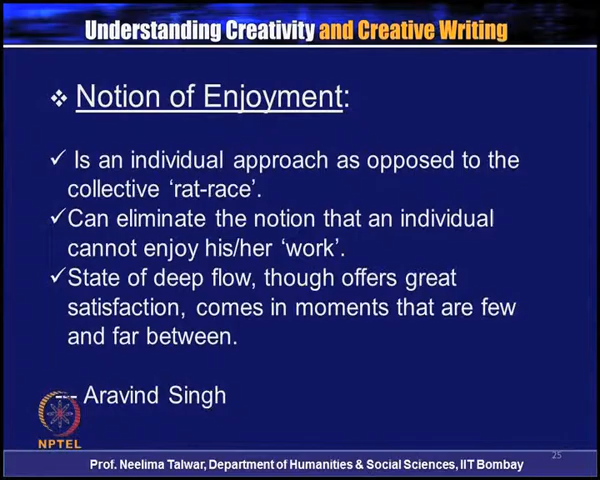 Understanding Creativity and Creative Writing
❖ Notion of Enjoyment:
✓ Is an individual approach as opposed to the
collective ‘rat-race’.
✓Can eliminate the notion that an individual
cannot enjoy his/her ‘work’.
✓State of deep flow, though offers great
satisfaction, comes in moments that are few
and far between.
-- Aravind Singh
NPTEL
25
Prof. Neelima Talwar, Department of Humanities & Social Sciences, IIT Bombay